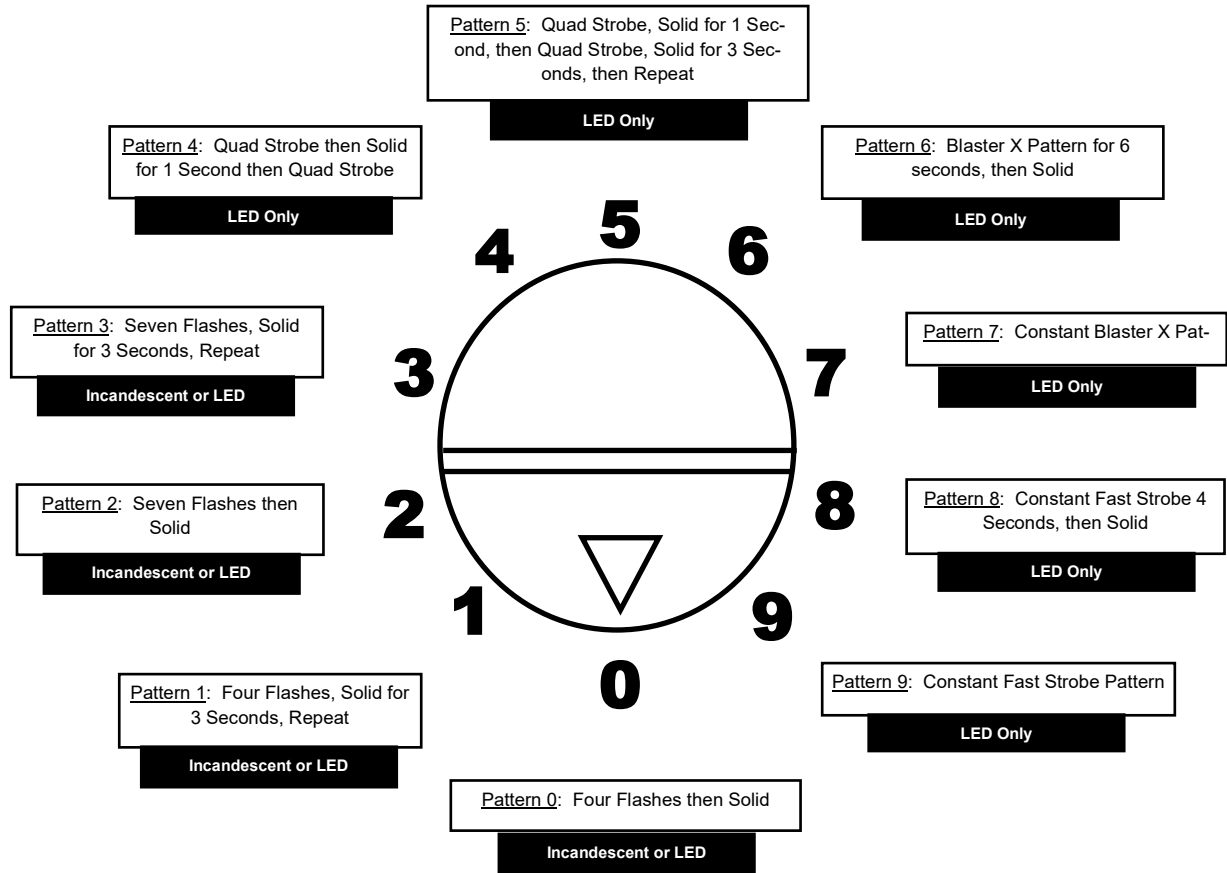 Pattern 5: Quad Strobe, Solid for 1 Sec-
ond, then Quad Strobe, Solid for 3 Sec-
onds, then Repeat
LED Only
Pattern 4: Quad Strobe then Solid
for 1 Second then Quad Strobe
LED Only
Pattern 6: Blaster X Pattern for 6
seconds, then Solid
LED Only
5
4
6
Pattern 3: Seven Flashes, Solid
for 3 Seconds, Repeat
Incandescent or LED
3
7
Pattern 7: Constant Blaster X Pat-
LED Only
Pattern 2: Seven Flashes then
Solid
Incandescent or LED
2
8
Pattern 8: Constant Fast Strobe 4
Seconds, then Solid
LED Only
1
9
0
Pattern 1: Four Flashes, Solid for
3 Seconds, Repeat
Incandescent or LED
Pattern 9: Constant Fast Strobe Pattern
LED Only
Pattern 0: Four Flashes then Solid
Incandescent or LED